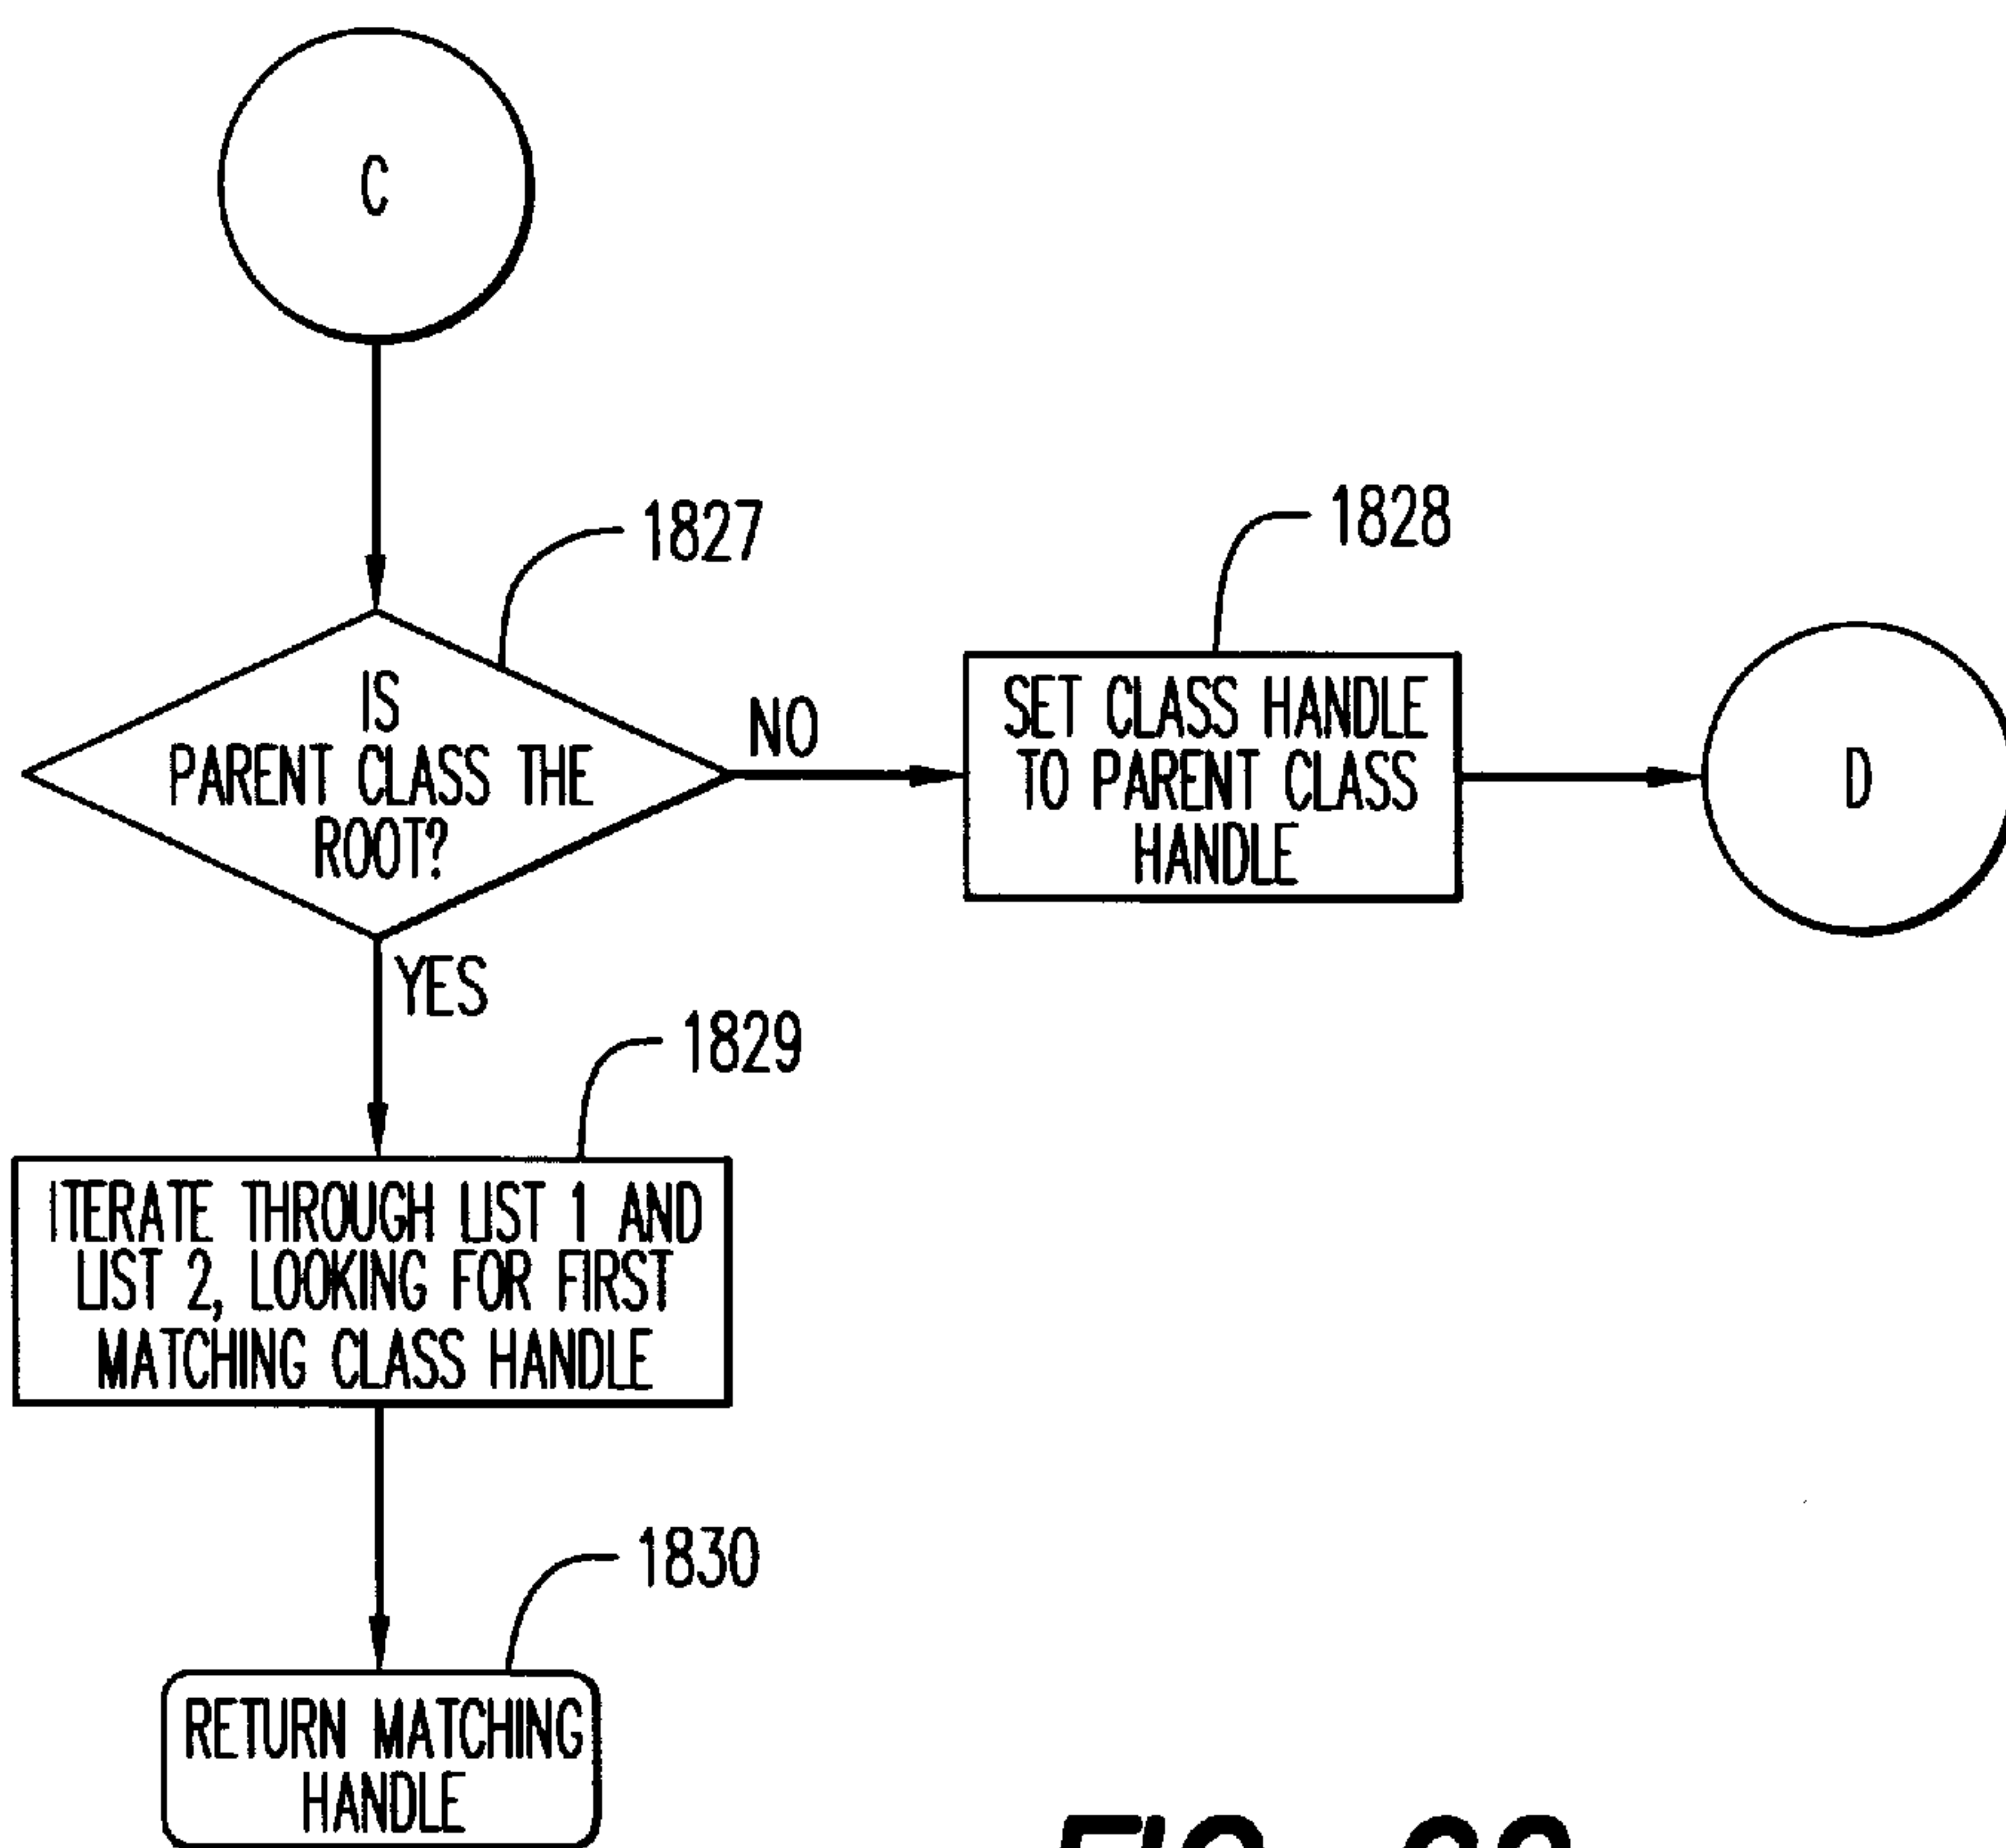 C
1827
IS
PARENT CLASS THE
ROOT?
NO
1828
SET CLASS HANDLE
TO PARENT CLASS
HANDLE
D
YES
1829
ITERATE THROUGH LIST 1 AND
LIST 2, LOOKING FOR FIRST
MATCHING CLASS HANDLE
1830
RETURN MATCHING
HANDLE